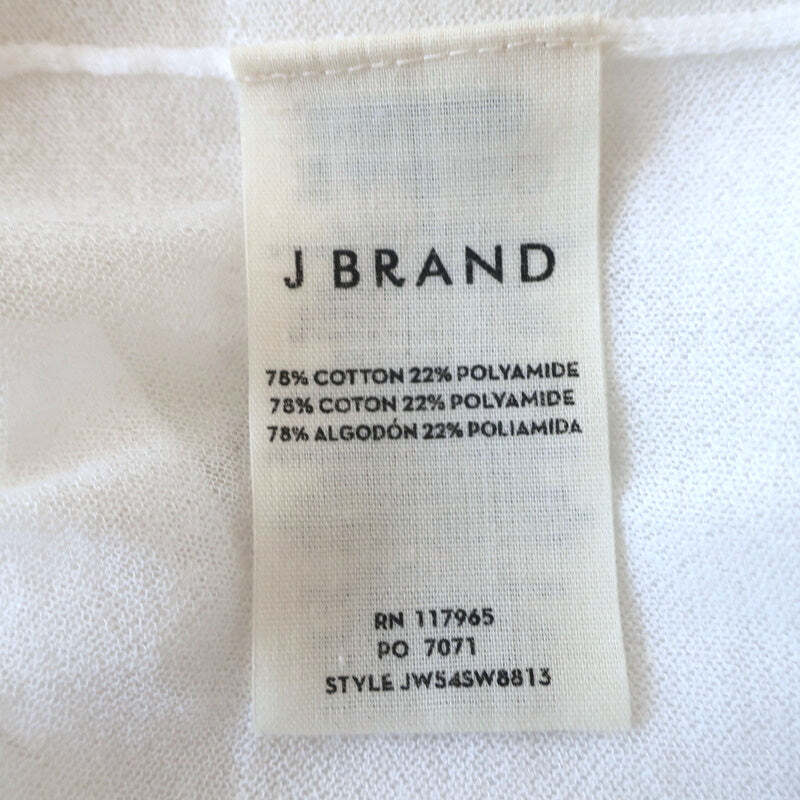 J BRAND
78% COTTON 22% POLYAMIDE
78% COTON 22% POLYAMIDE
78% ALGODÓN 22% POLIAMIDA
RN 117965
PO 7071
STYLE JW54SW8813